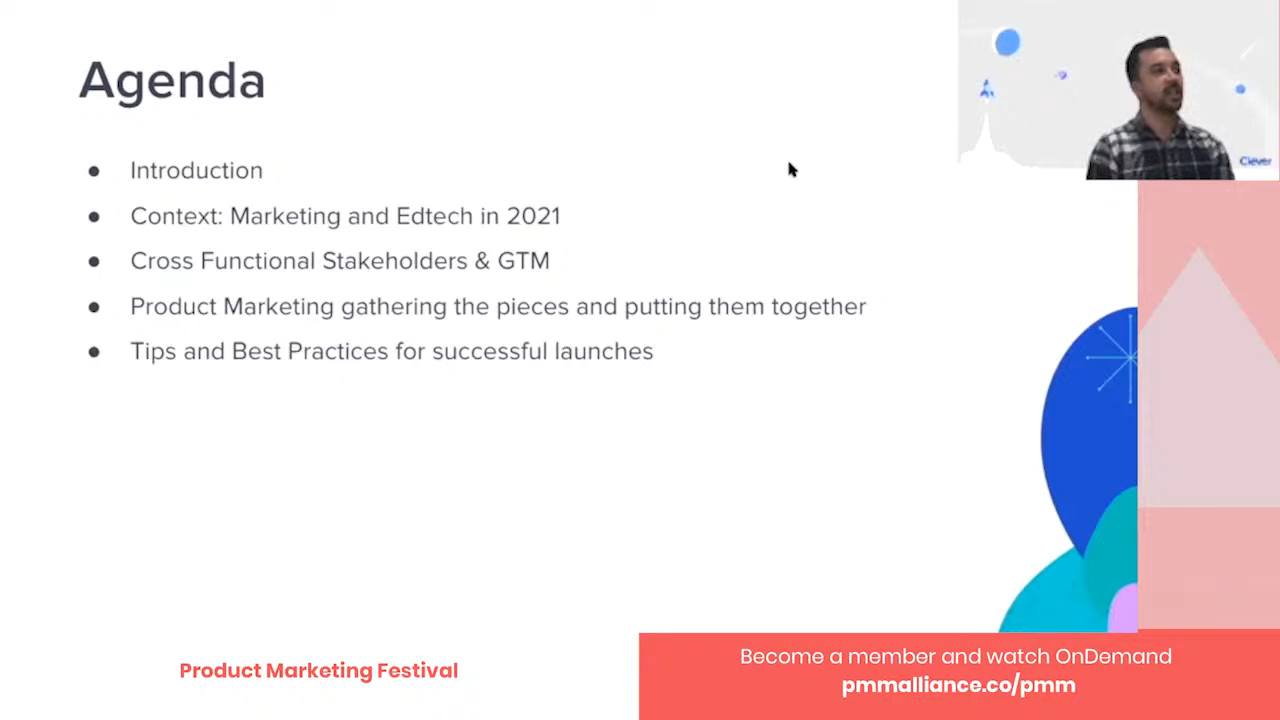 Agenda
Clever
● Introduction
● Context: Marketing and Edtech in 2021
● Cross Functional Stakeholders & GTM
● Product Marketing gathering the pieces and putting them together
● Tips and Best Practices for successful launches
Product Marketing Festival
Become a member and watch OnDemand
pmmalliance.co/pmm